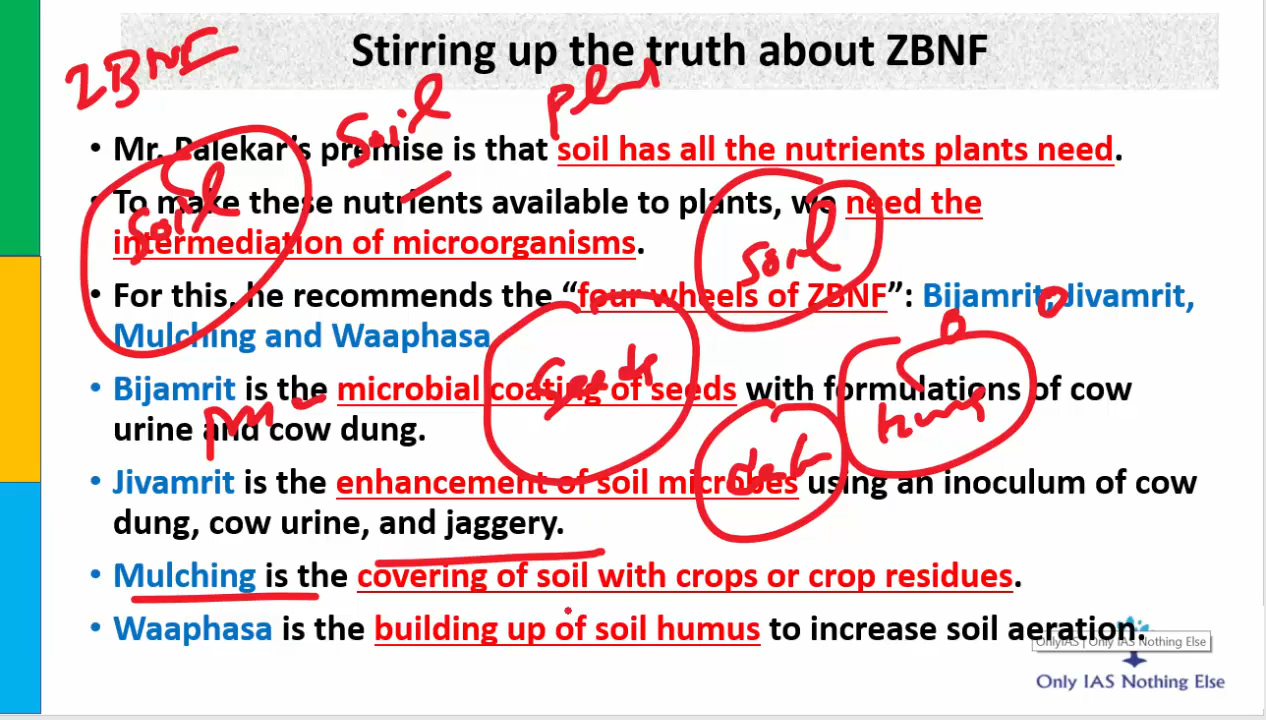 Stirring up the truth about ZBNF
ZBNF
Soil
plant
• Mr. Palekar's premise is that soil has all the nutrients plants need.
• To make these nutrients available to plants, we need the
intermediation of microorganisms.
Soil
Soil
• For this, he recommends the “four wheels of ZBNF”: Bijamrit, Jivamrit,
Mulching and Waaphasa
• Bijamrit is the microbial coating of seeds with formulations of cow
urine and cow dung.
Seeds
• Jivamrit is the enhancement of soil microbes using an inoculum of cow
dung, cow urine, and jaggery.
• Mulching is the covering of soil with crops or crop residues.
• Waaphasa is the building up of soil humus to increase soil aeration.
OnlyIAS | Only IAS Nothing Else
Only IAS Nothing Else